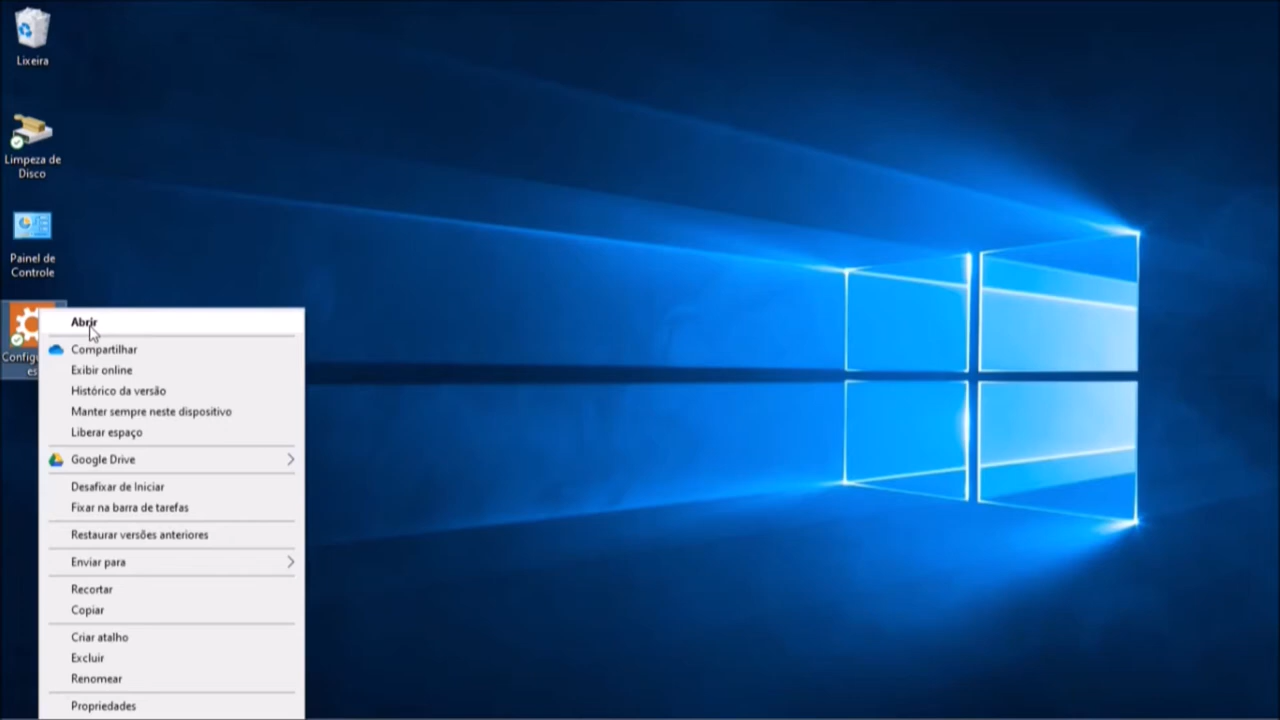 Lixeira
Limpeza de
Disco
Painel de
Controle
Abrir
Compartilhar
Exibir online
Histórico da versão
Manter sempre neste dispositivo
Liberar espaço
Google Drive
Desafixar de Iniciar
Fixar na barra de tarefas
Restaurar versões anteriores
Enviar para
Recortar
Copiar
Criar atalho
Excluir
Renomear
Propriedades